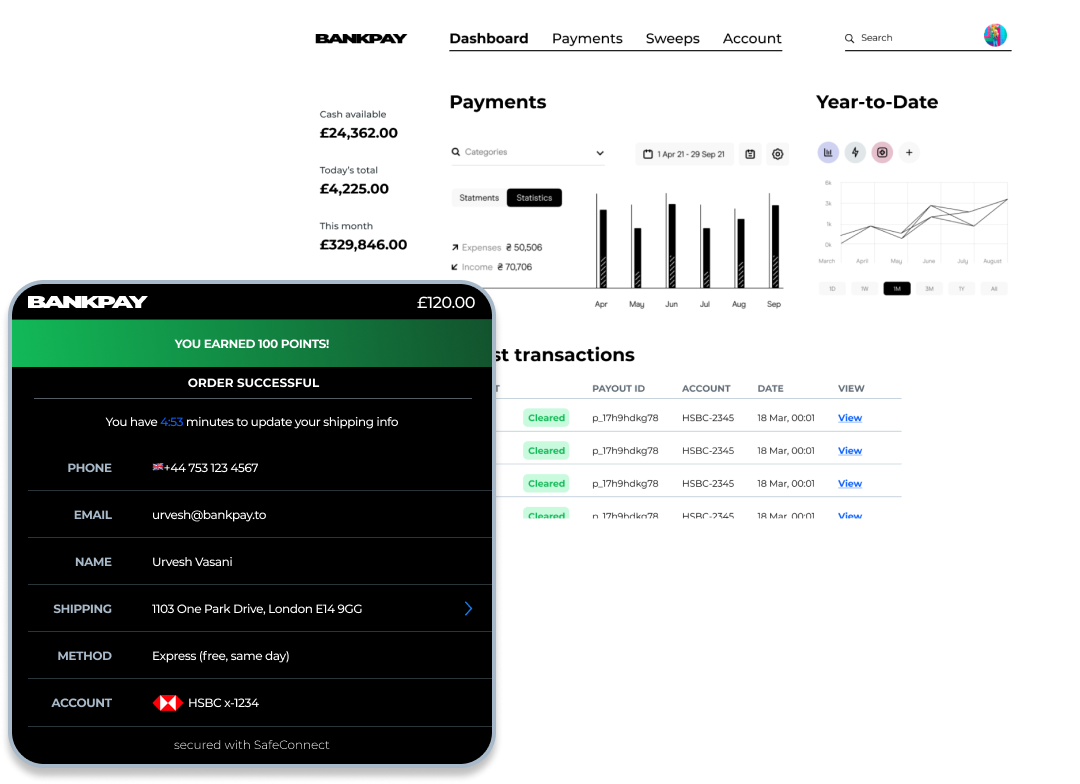 BANKPAY
Dashboard Payments Sweeps Account
Search
Cash available
£24,362.00
Today's total
£4,225.00
This month
£329,846.00
Payments
Categories
1 Apr 21 - 29 Sep 21
Statments Statistics
Expenses ₴ 50,506
Income ₴ 70,706
Apr May Jun Jul Aug Sep
Year-to-Date
+
6k
3k
1k
0k
March April May June July August
1D 1W 1M 3M 1Y All
st transactions
T PAYOUT ID ACCOUNT DATE VIEW
Cleared p_17h9hdkg78 HSBC-2345 18 Mar, 00:01 View
Cleared p_17h9hdkg78 HSBC-2345 18 Mar, 00:01 View
Cleared p_17h9hdkg78 HSBC-2345 18 Mar, 00:01 View
Cleared p_17h9hdkg78 HSBC-2345 18 Mar, 00:01 View
BANKPAY £120.00
YOU EARNED 100 POINTS!
ORDER SUCCESSFUL
You have 4:53 minutes to update your shipping info
PHONE +44 753 123 4567
EMAIL urvesh@bankpay.to
NAME Urvesh Vasani
SHIPPING 1103 One Park Drive, London E14 9GG
METHOD Express (free, same day)
ACCOUNT HSBC x-1234
secured with SafeConnect